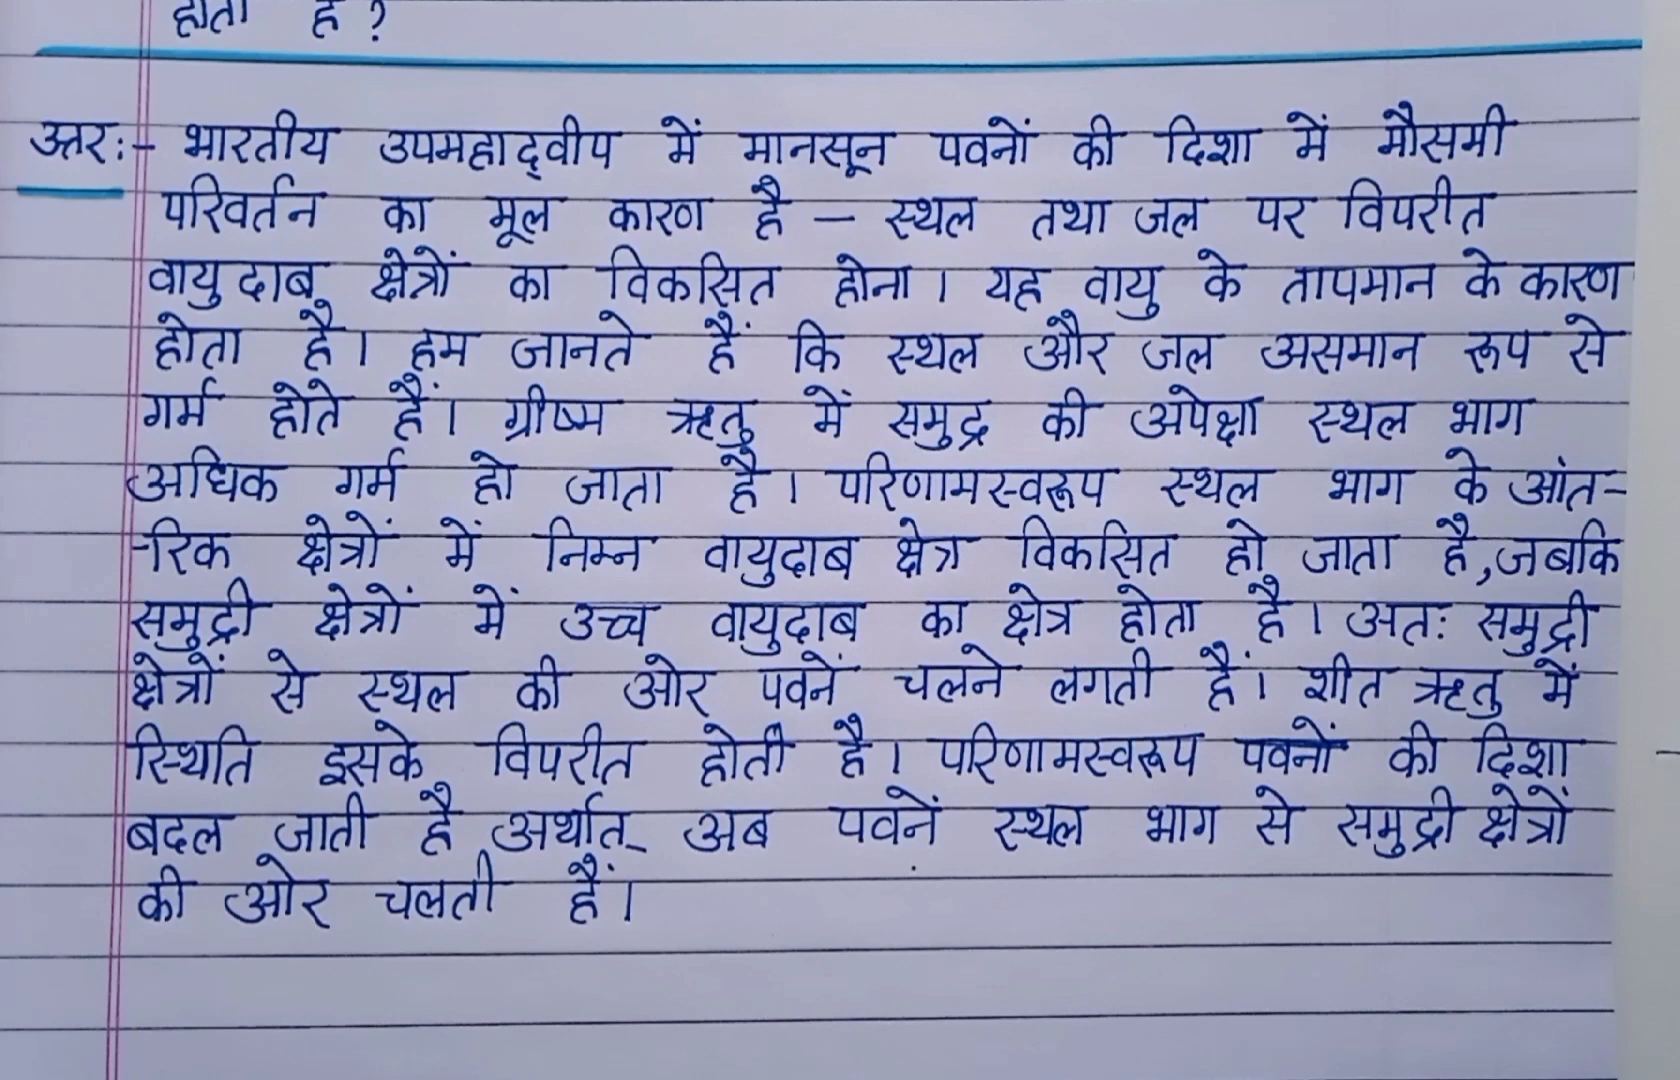 होता है ?
उत्तर:- भारतीय उपमहाद्वीप में मानसून पवनों की दिशा में मौसमी
परिवर्तन का मूल कारण है – स्थल तथा जल पर विपरीत
वायुदाब क्षेत्रों का विकसित होना। यह वायु के तापमान के कारण
होता है। हम जानते हैं कि स्थल और जल असमान रूप से
गर्म होते हैं। ग्रीष्म ऋतु में समुद्र की अपेक्षा स्थल भाग
अधिक गर्म हो जाता है। परिणामस्वरूप स्थल भाग के आंत-
-रिक क्षेत्रों में निम्न वायुदाब क्षेत्र विकसित हो जाता है, जबकि
समुद्री क्षेत्रों में उच्च वायुदाब का क्षेत्र होता है। अतः समुद्री
क्षेत्रों से स्थल की ओर पवनें चलने लगती हैं। शीत ऋतु में
स्थिति इसके विपरीत होती है। परिणामस्वरूप पवनों की दिशा
बदल जाती है अर्थात् अब पवनें स्थल भाग से समुद्री क्षेत्रों
की ओर चलती हैं।